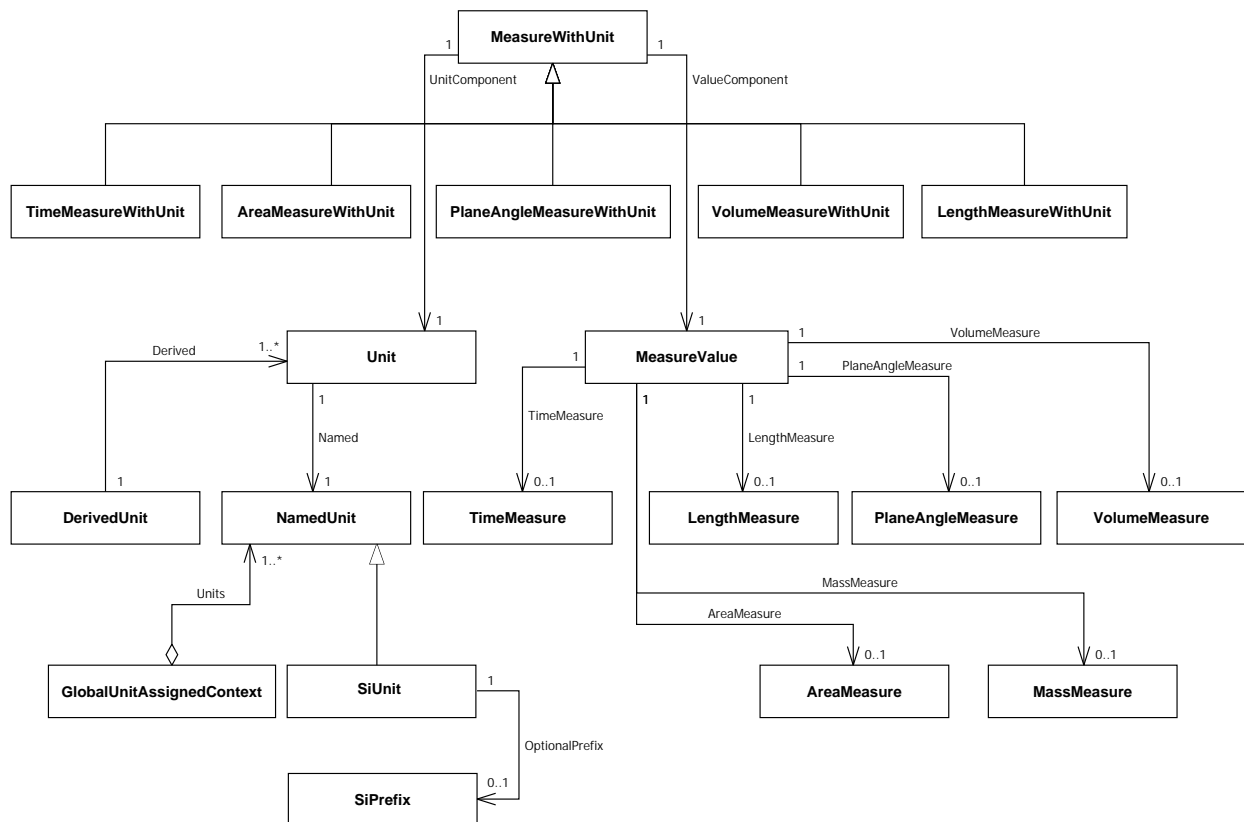 MeasureWithUnit
1
1
UnitComponent
ValueComponent
TimeMeasureWithUnit
AreaMeasureWithUnit
PlaneAngleMeasureWithUnit
VolumeMeasureWithUnit
LengthMeasureWithUnit
1
1
Derived
1..*
Unit
MeasureValue
1
VolumeMeasure
1
1
PlaneAngleMeasure
1
1
1
TimeMeasure
Named
LengthMeasure
1
1
0..1
0..1
0..1
0..1
DerivedUnit
NamedUnit
TimeMeasure
LengthMeasure
PlaneAngleMeasure
VolumeMeasure
1..*
Units
MassMeasure
AreaMeasure
0..1
0..1
GlobalUnitAssignedContext
SiUnit
1
AreaMeasure
MassMeasure
OptionalPrefix
0..1
SiPrefix